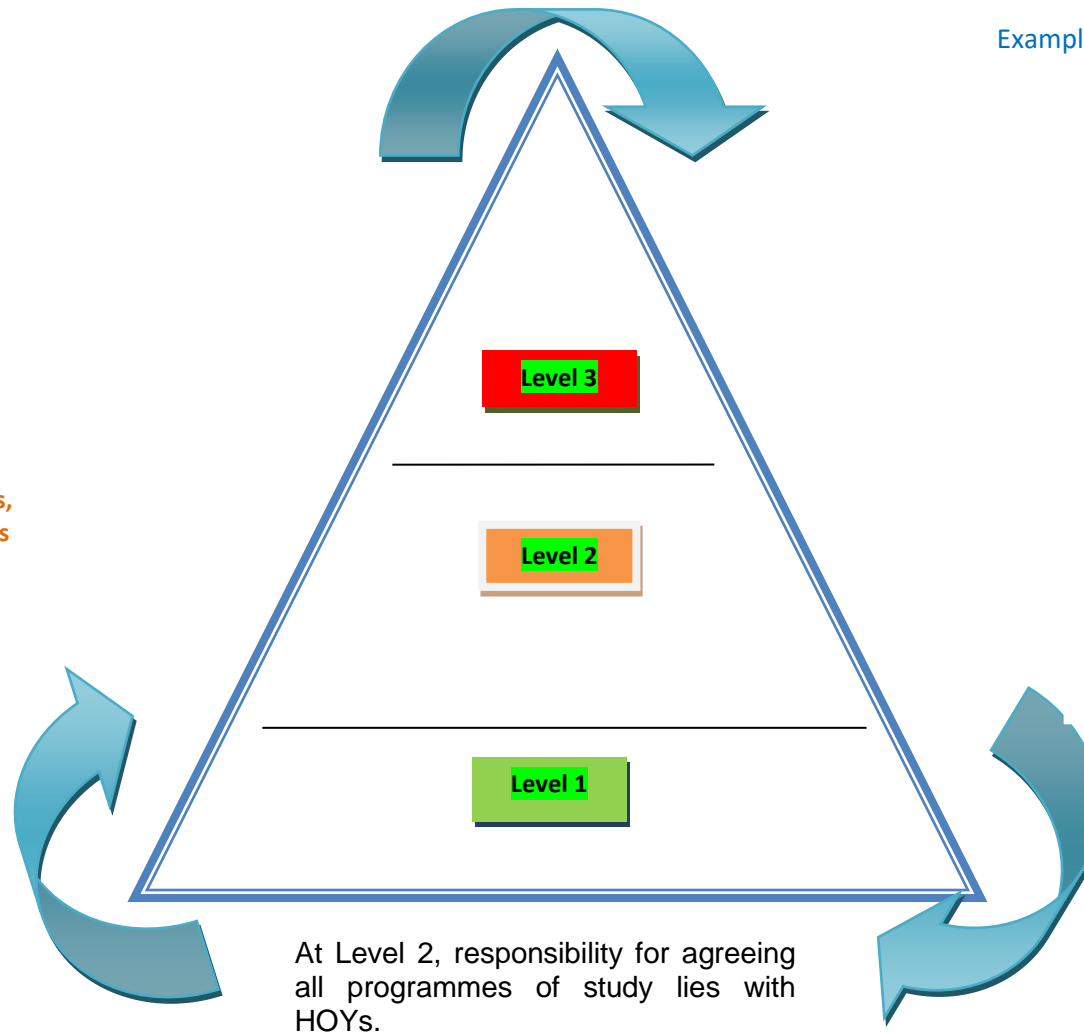 Exampl
Level 3
s,
s
Level 2
Level 1
At Level 2, responsibility for agreeing
all programmes of study lies with
HOYs.